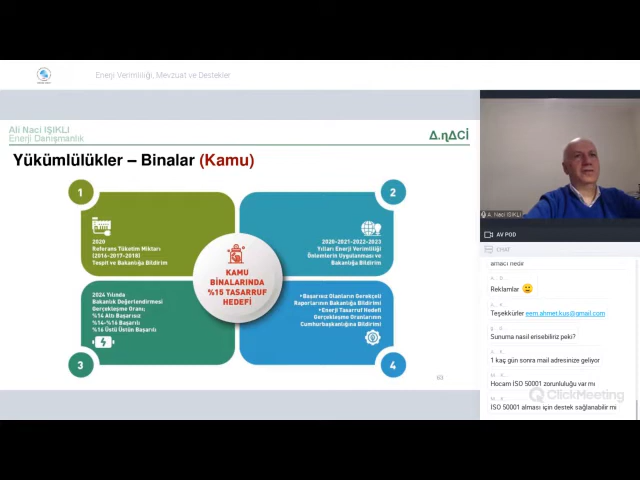 Enerji Verimliliği, Mevzuat ve Destekler
Ali Naci IŞIKLI
Enerji Danışmanlık
Δ.ηΔCİ
Yükümlülükler – Binalar (Kamu)
1
2020
Referans Tüketim Miktarı
(2016-2017-2018)
Tespit ve Bakanlığa Bildirim
2
2020-2021-2022-2023
Yılları Enerji Verimliliği
Önlemlerin Uygulanması ve
Bakanlığa Bildirim
KAMU
BİNALARINDA
%15 TASARRUF
HEDEFİ
2024 Yılında
Bakanlık Değerlendirmesi
Gerçekleşme Oranı;
%14 Altı Başarısız
%14-%16 Başarılı
%16 Üstü Üstün Başarılı
3
•Başarısız Olanların Gerekçeli
Raporlarının Bakanlığa Bildirimi
•Enerji Tasarruf Hedefi
Gerçekleşme Oranlarının
Cumhurbaşkanlığına Bildirimi
4
63
A. Naci IŞIKLI
AV POD
CHAT
amacı nedir
Reklamlar
Teşekkürler eem.ahmet.kus@gmail.com
Sunuma nasıl erisebiliriz peki?
1 kaç gün sonra mail adresinize geliyor
Hocam ISO 50001 zorunluluğu var mı
ClickMeeting
ISO 50001 alması için destek sağlanabilir mi